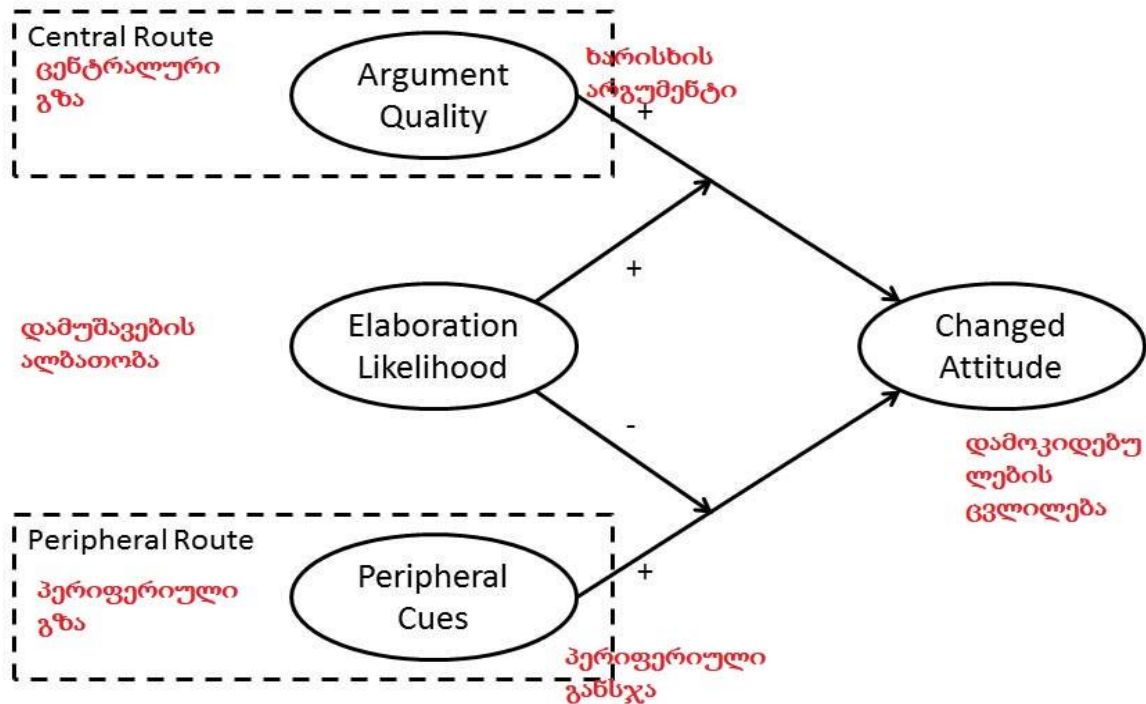 Central Route
ცენტრალური
გზა
Argument
Quality
ხარისხის
არგუმენტი
+
+
დამუშავების
ალბათობა
Elaboration
Likelihood
Changed
Attitude
-
დამოკიდებუ
ლების
ცვლილება
Peripheral Route
პერიფერიული
გზა
Peripheral
Cues
+
პერიფერიული
განსჯა